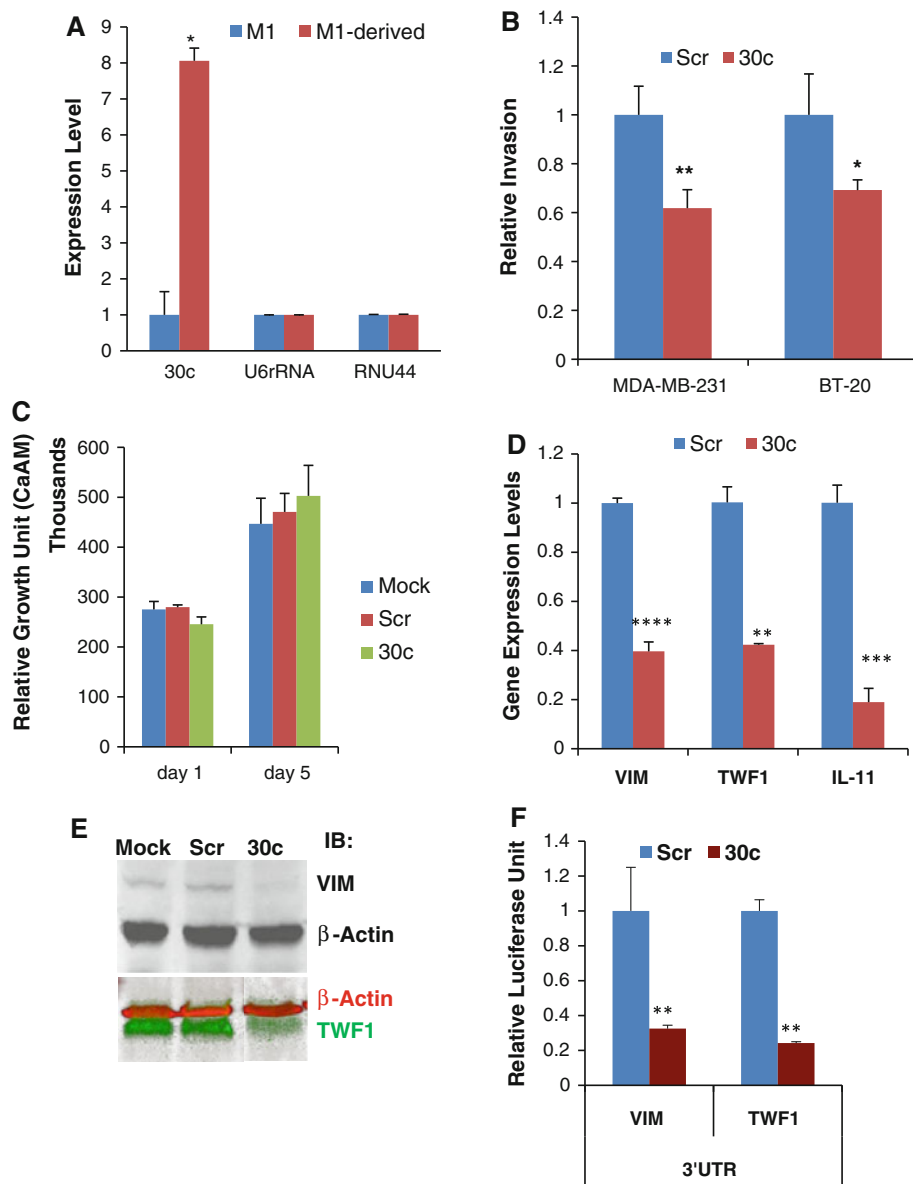 A
M1 M1-derived
Expression Level
9
8
7
6
5
4
3
2
1
0
*
30c U6rRNA RNU44
B
Scr 30c
Relative Invasion
1.4
1.2
1
0.8
0.6
0.4
0.2
0
**
*
MDA-MB-231 BT-20
C
Relative Growth Unit (CaAM)
Thousands
600
500
400
300
200
100
0
Mock
Scr
30c
day 1 day 5
D
Scr 30c
Gene Expression Levels
1.2
1
0.8
0.6
0.4
0.2
0
****
**
***
VIM TWF1 IL-11
E
Mock Scr 30c IB:
VIM
β-Actin
β-Actin
TWF1
F
Scr 30c
Relative Luciferase Unit
1.4
1.2
1
0.8
0.6
0.4
0.2
0
**
**
VIM TWF1
3'UTR